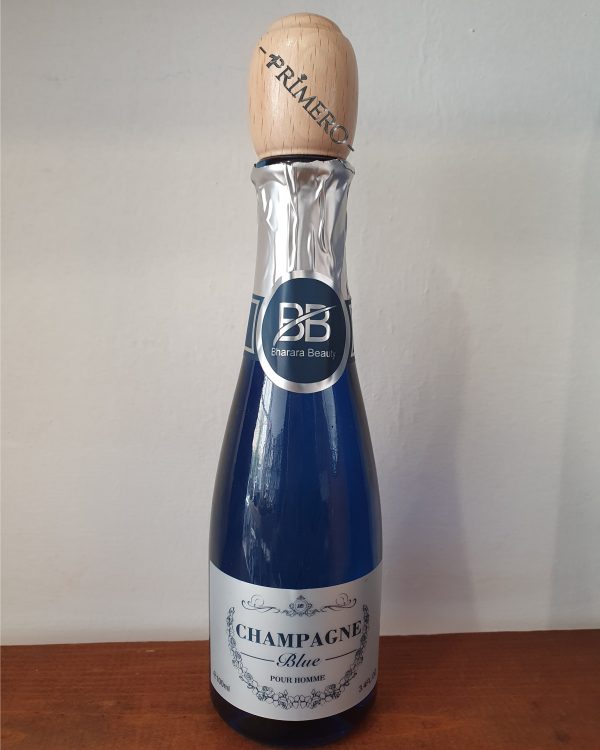 -PRIMERO-
BB
Bharara Beauty
CHAMPAGNE
Blue
POUR HOMME